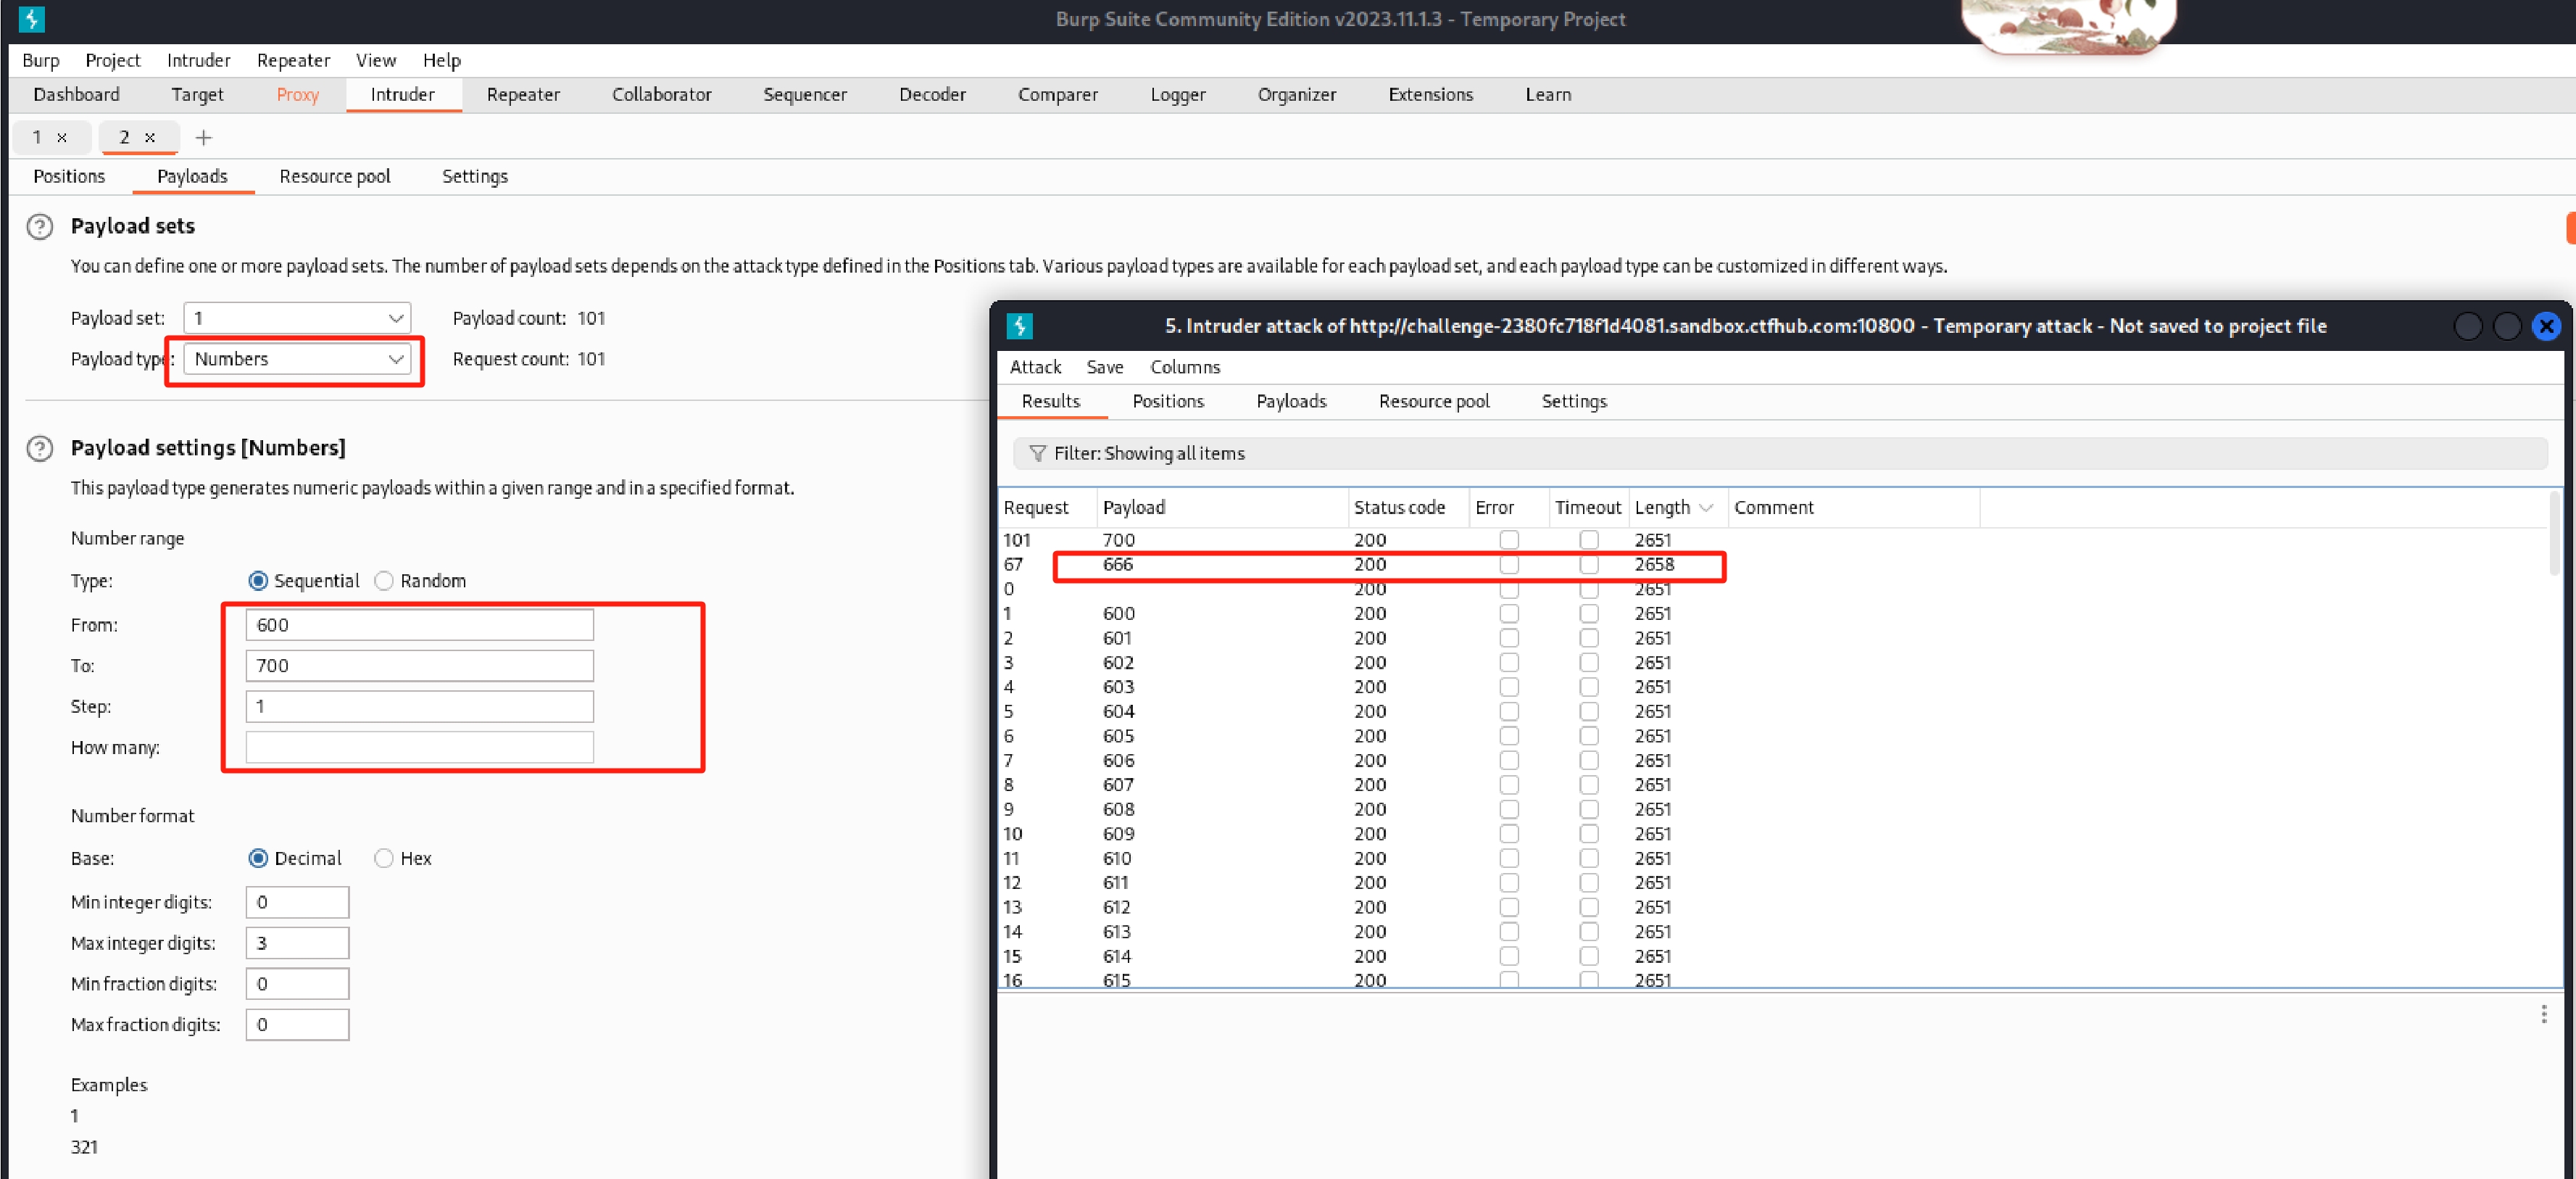 Burp Suite Community Edition v2023.11.1.3 - Temporary Project
Burp Project Intruder Repeater View Help
Dashboard Target Proxy Intruder Repeater Collaborator Sequencer Decoder Comparer Logger Organizer Extensions Learn
1 × 2 × +
Positions Payloads Resource pool Settings
? Payload sets
You can define one or more payload sets. The number of payload sets depends on the attack type defined in the Positions tab. Various payload types are available for each payload set, and each payload type can be customized in different ways.
Payload set: 1 Payload count: 101
Payload type: Numbers Request count: 101
? Payload settings [Numbers]
This payload type generates numeric payloads within a given range and in a specified format.
Number range
Type: Sequential Random
From: 600
To: 700
Step: 1
How many:
Number format
Base: Decimal Hex
Min integer digits: 0
Max integer digits: 3
Min fraction digits: 0
Max fraction digits: 0
Examples
1
321
5. Intruder attack of http://challenge-2380fc718f1d4081.sandbox.ctfhub.com:10800 - Temporary attack - Not saved to project file
Attack Save Columns
Results Positions Payloads Resource pool Settings
Filter: Showing all items
Request Payload Status code Error Timeout Length Comment
101 700 200 2651
67 666 200 2658
0 200 2651
1 600 200 2651
2 601 200 2651
3 602 200 2651
4 603 200 2651
5 604 200 2651
6 605 200 2651
7 606 200 2651
8 607 200 2651
9 608 200 2651
10 609 200 2651
11 610 200 2651
12 611 200 2651
13 612 200 2651
14 613 200 2651
15 614 200 2651
16 615 200 2651